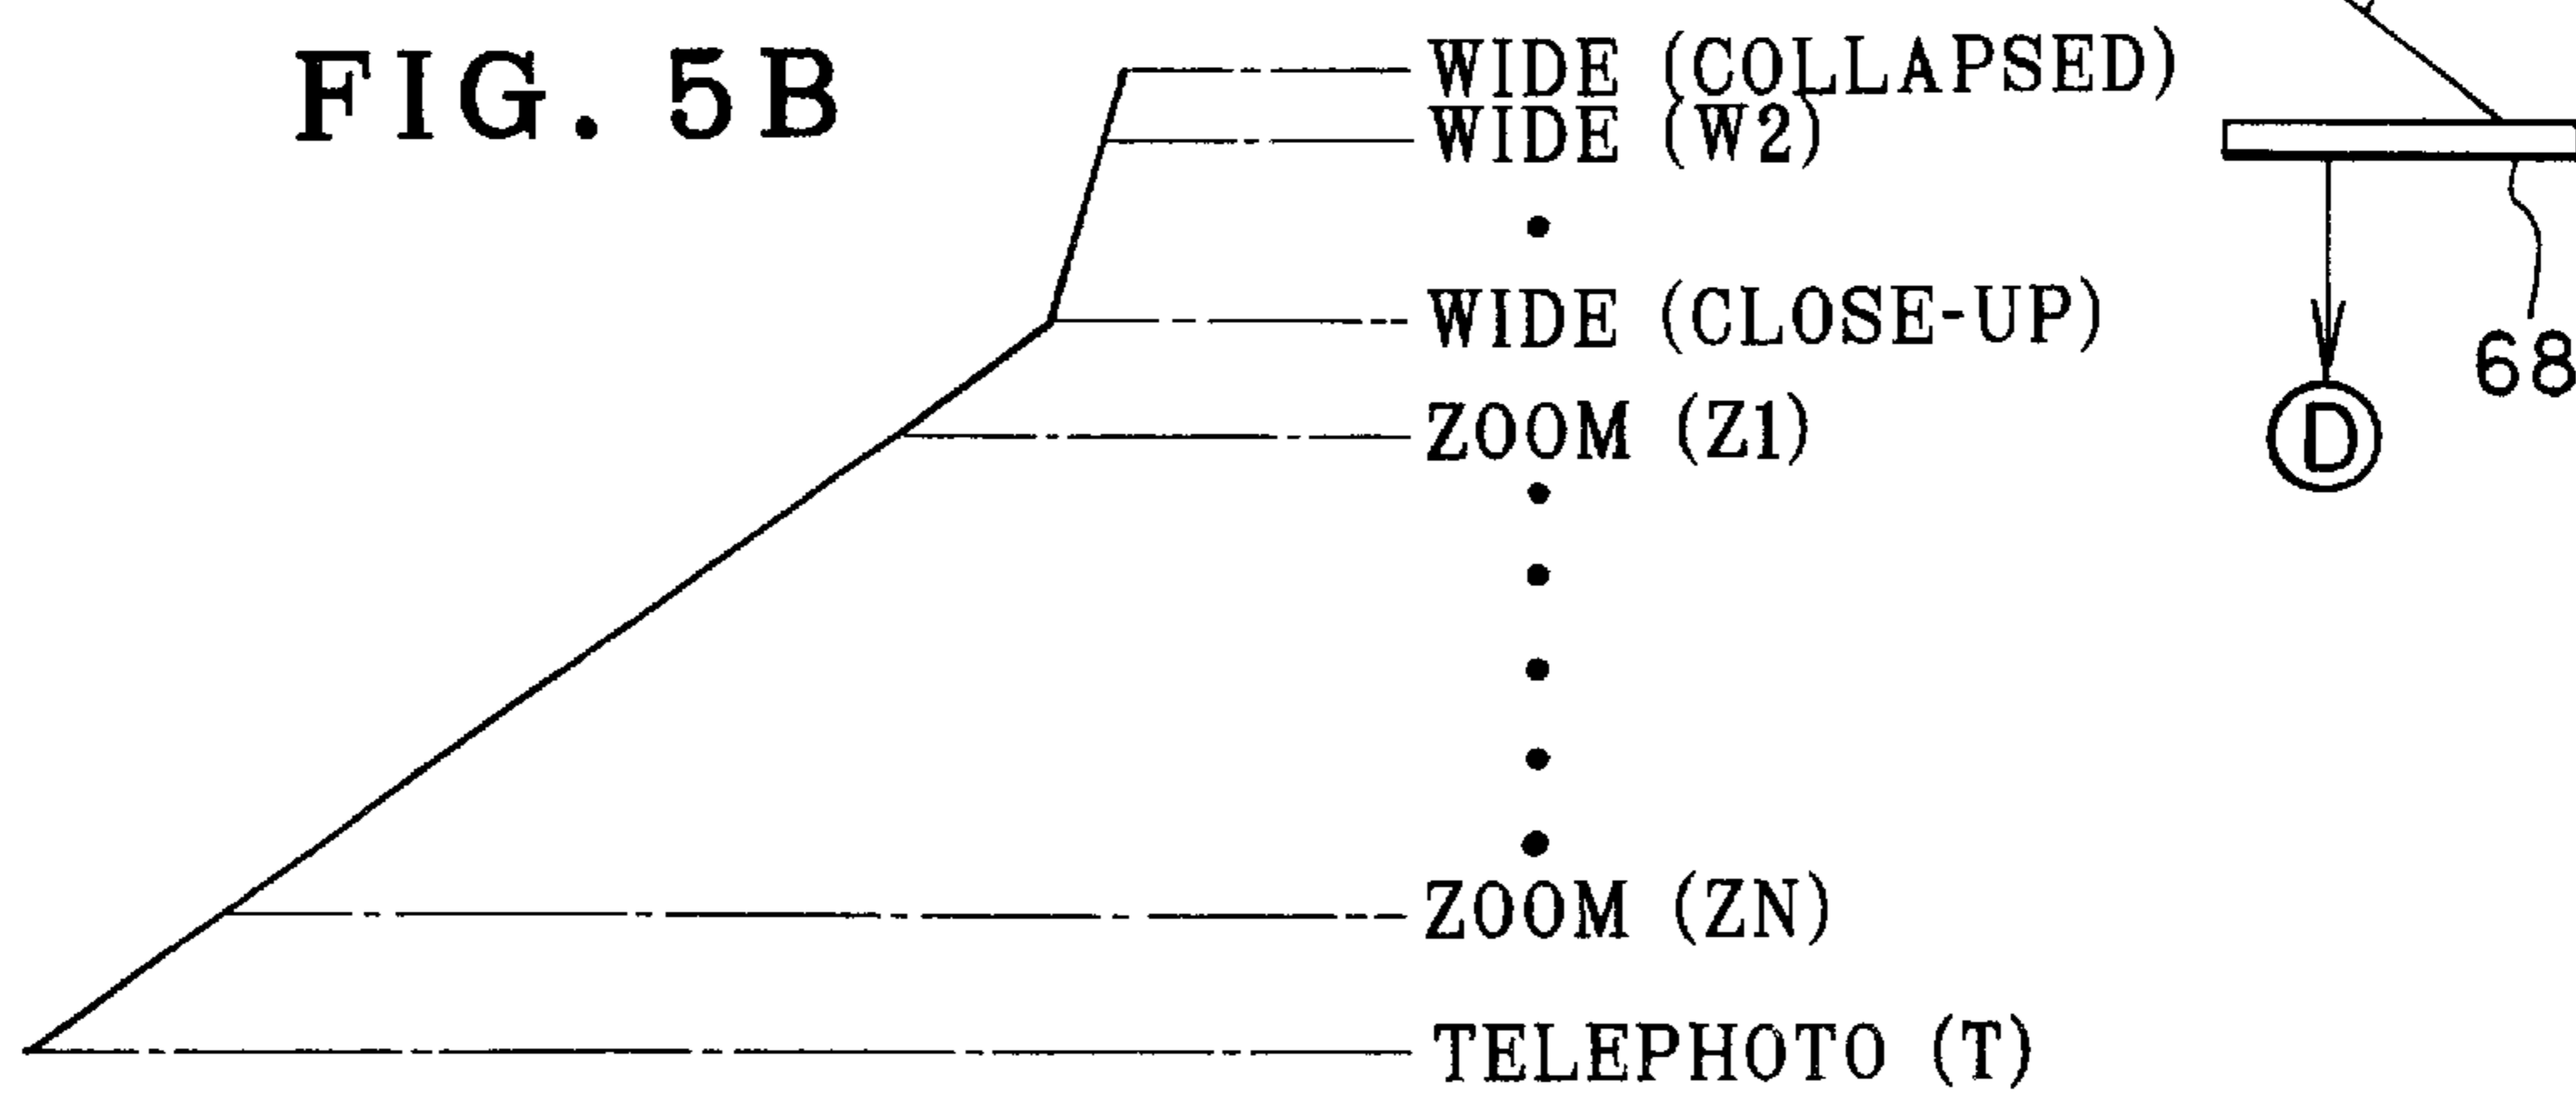 FIG. 5B
WIDE (COLLAPSED)
WIDE (W2)
WIDE (CLOSE-UP)
ZOOM (Z1)
ZOOM (ZN)
TELEPHOTO (T)
68
D